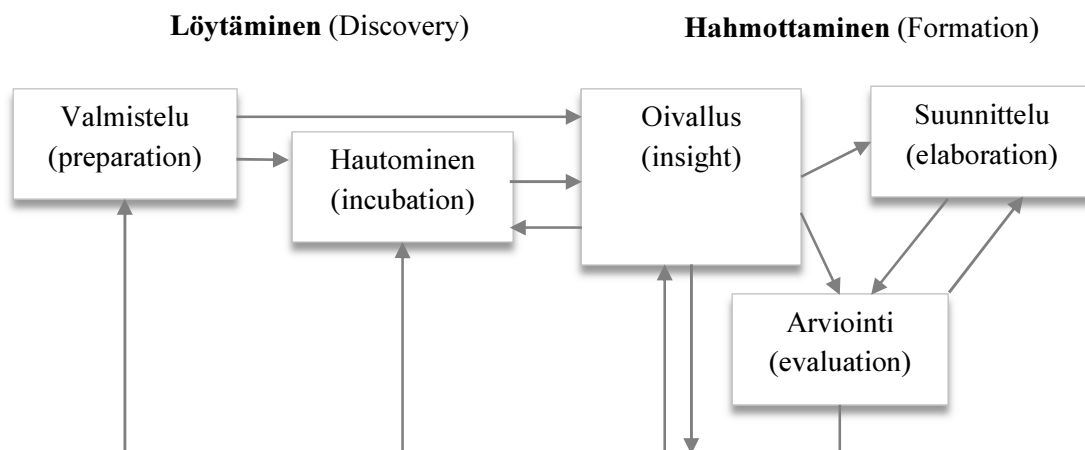 Löytäminen (Discovery)
Hahmottaminen (Formation)
Valmistelu
(preparation)
Hautominen
(incubation)
Oivallus
(insight)
Suunnittelu
(elaboration)
Arviointi
(evaluation)